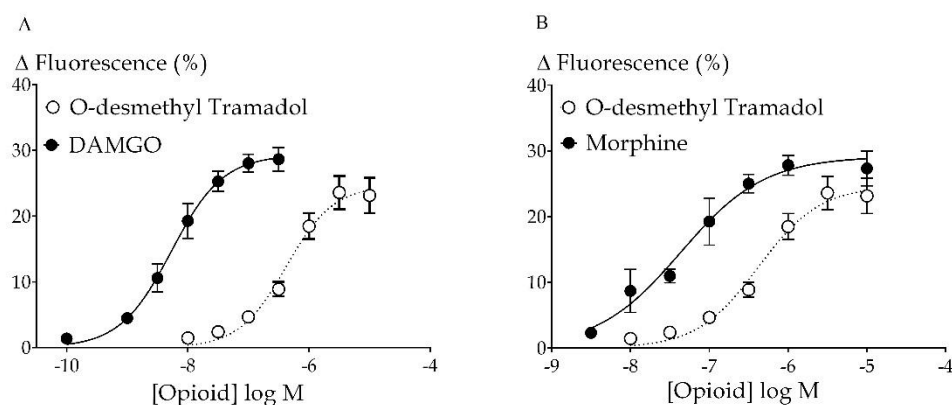 A
Δ Fluorescence (%)
40
O-desmethyl Tramadol
30
DAMGO
20
10
0
-10
-8
-6
-4
[Opioid] log M
B
Δ Fluorescence (%)
40
O-desmethyl Tramadol
30
Morphine
20
10
0
-9
-8
-7
-6
-5
-4
[Opioid] log M